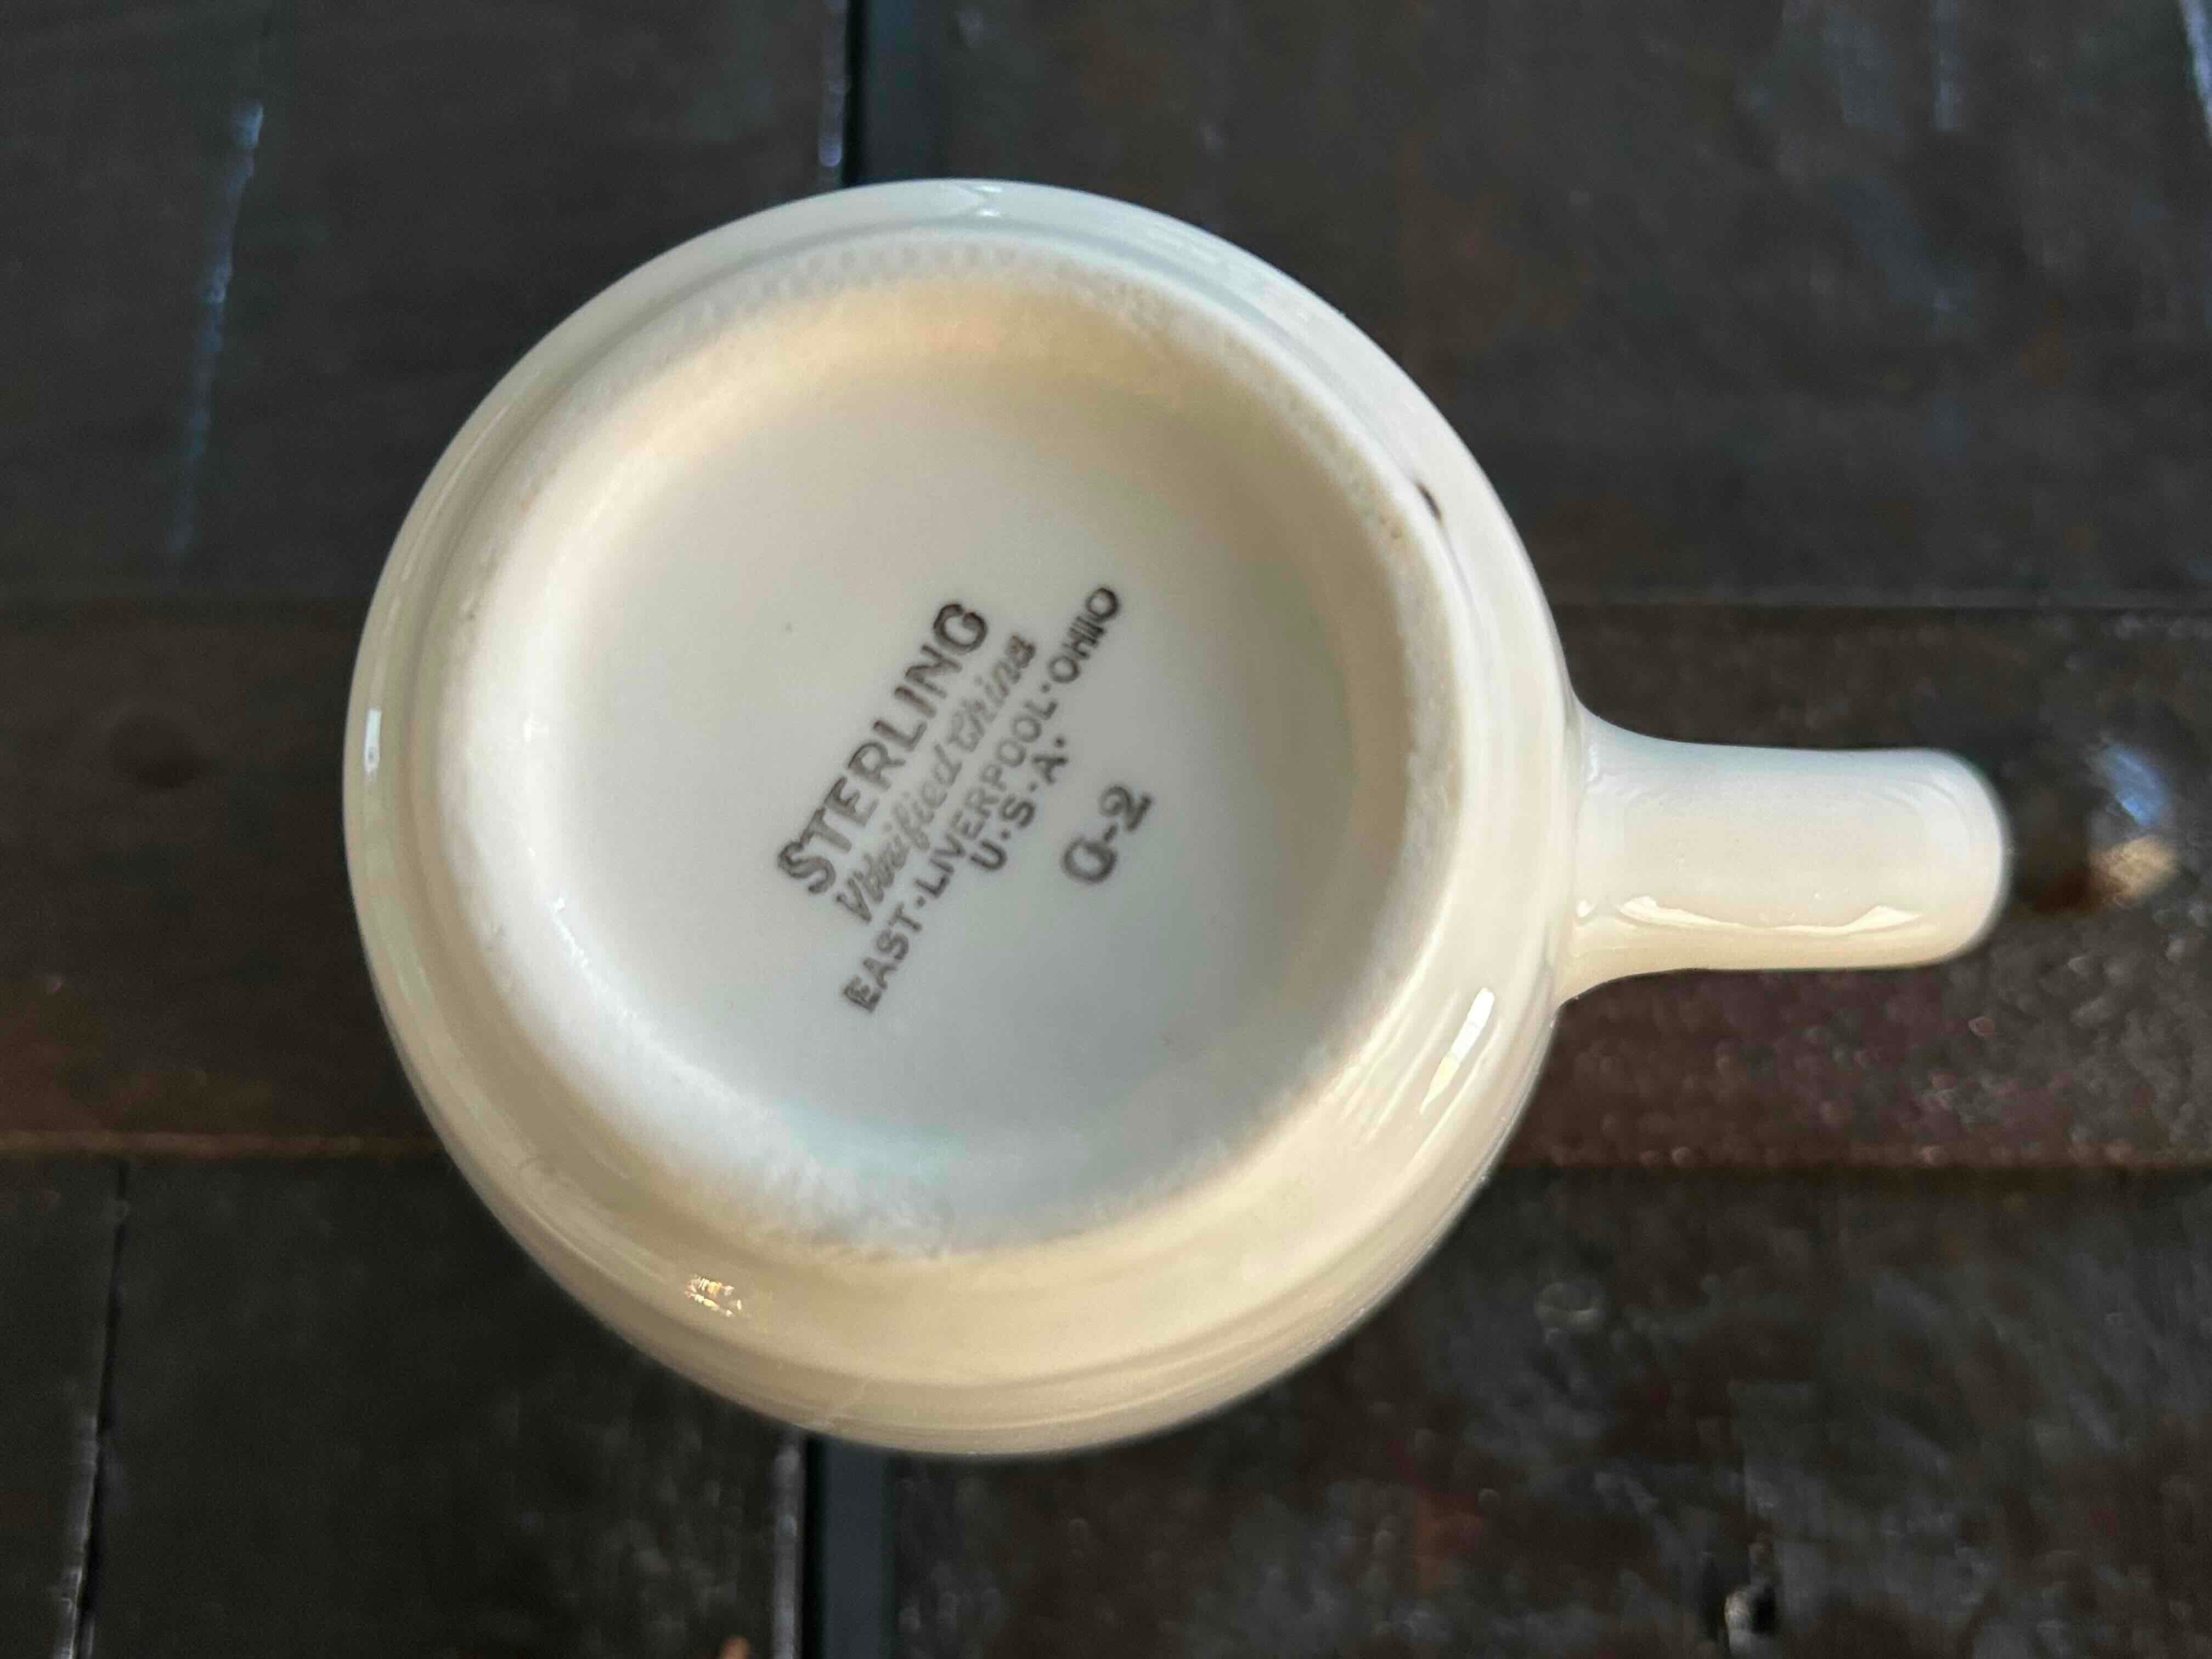 STERLING
Vitrified China
EAST·LIVERPOOL·OHIO
U·S·A·
G-2